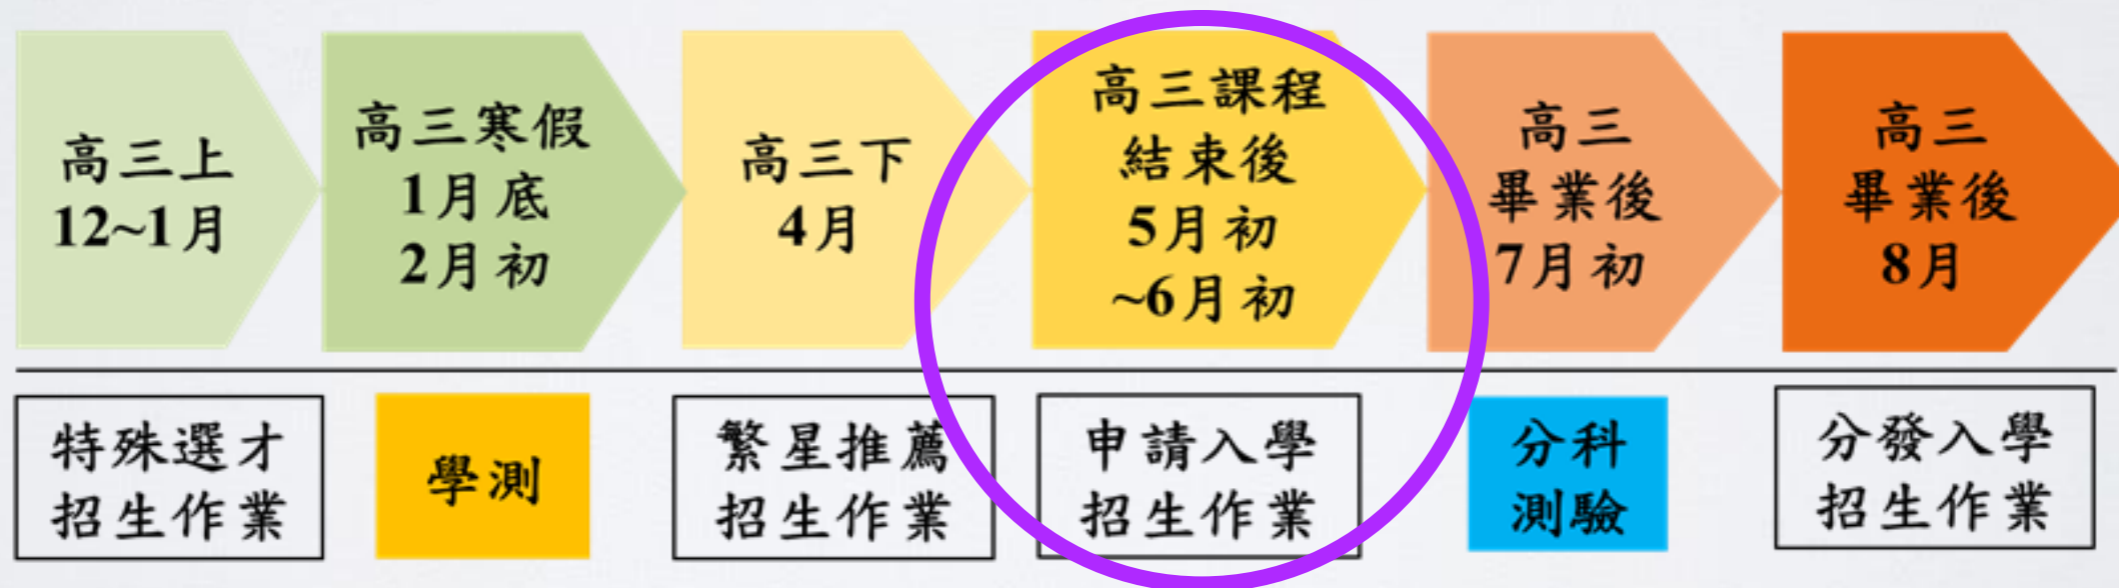 高三上
12~1月
高三寒假
1月底
2月初
高三下
4月
高三課程
結束後
5月初
~6月初
高三
畢業後
7月初
高三
畢業後
8月
特殊選才
招生作業
學測
繁星推薦
招生作業
申請入學
招生作業
分科
測驗
分發入學
招生作業